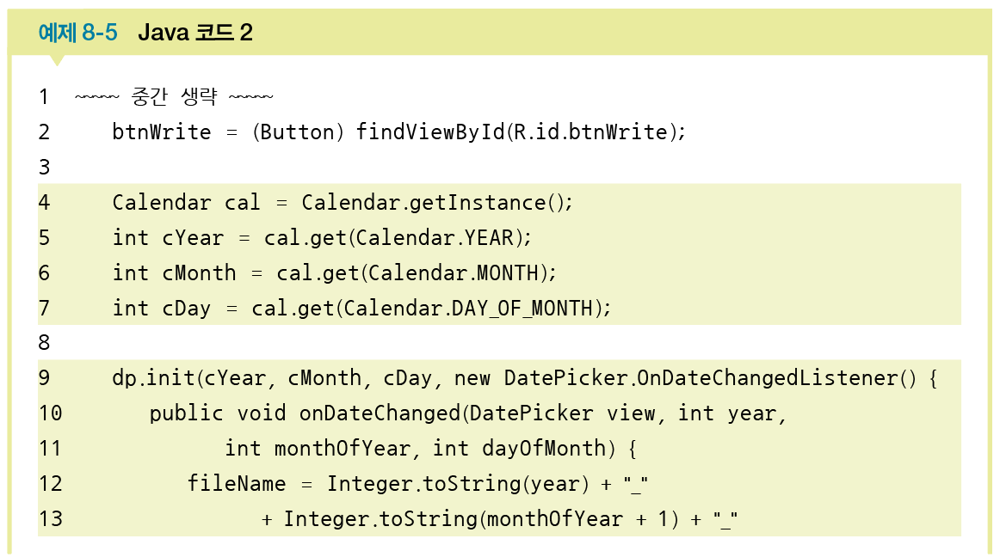 예제 8-5 Java 코드 2
1 ~~~~~ 중간 생략 ~~~~~
2 btnWrite = (Button) findViewById(R.id.btnWrite);
3
4 Calendar cal = Calendar.getInstance();
5 int cYear = cal.get(Calendar.YEAR);
6 int cMonth = cal.get(Calendar.MONTH);
7 int cDay = cal.get(Calendar.DAY_OF_MONTH);
8
9 dp.init(cYear, cMonth, cDay, new DatePicker.OnDateChangedListener() {
10 public void onDateChanged(DatePicker view, int year,
11 int monthOfYear, int dayOfMonth) {
12 fileName = Integer.toString(year) + "_"
13 + Integer.toString(monthOfYear + 1) + "_"